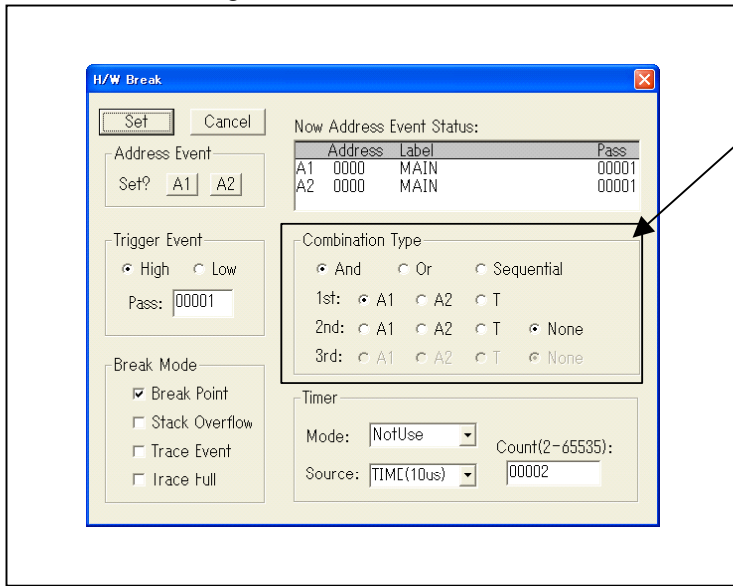 H/W Break
Set Cancel
Now Address Event Status:
Address Label Pass
A1 0000 MAIN 00001
A2 0000 MAIN 00001
Address Event
Set? A1 A2
Trigger Event
High Low
Pass: 00001
Combination Type
And Or Sequential
1st: A1 A2 T
2nd: A1 A2 T None
3rd: A1 A2 T None
Break Mode
Break Point
Stack Overflow
Trace Event
Trace Full
Timer
Mode: NotUse
Count(2-65535):
Source: TIME(10us) 00002